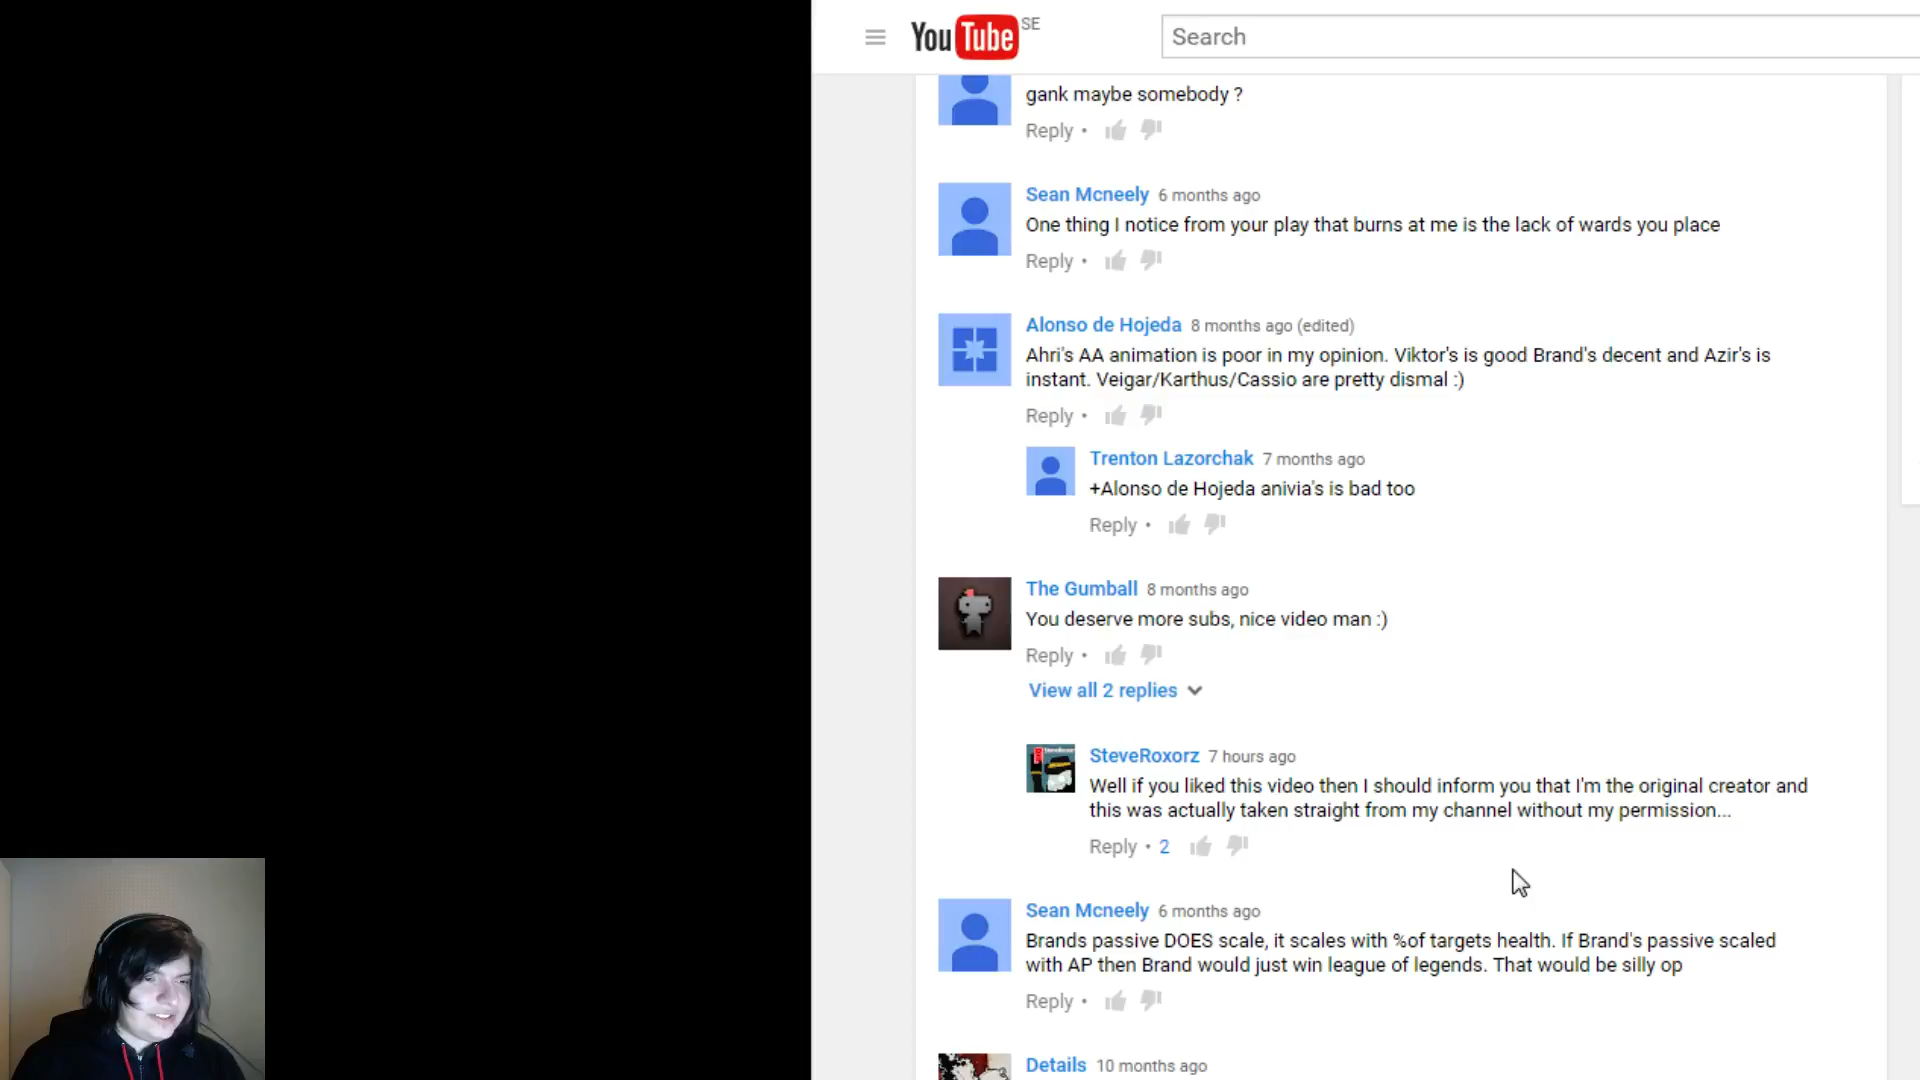 YouTube SE
Search
gank maybe somebody ?
Reply •
Sean Mcneely 6 months ago
One thing I notice from your play that burns at me is the lack of wards you place
Reply •
Alonso de Hojeda 8 months ago (edited)
Ahri's AA animation is poor in my opinion. Viktor's is good Brand's decent and Azir's is
instant. Veigar/Karthus/Cassio are pretty dismal :)
Reply •
Trenton Lazorchak 7 months ago
+Alonso de Hojeda anivia's is bad too
Reply •
The Gumball 8 months ago
You deserve more subs, nice video man :)
Reply •
View all 2 replies
SteveRoxorz 7 hours ago
Well if you liked this video then I should inform you that I'm the original creator and
this was actually taken straight from my channel without my permission...
Reply • 2
Sean Mcneely 6 months ago
Brands passive DOES scale, it scales with %of targets health. If Brand's passive scaled
with AP then Brand would just win league of legends. That would be silly op
Reply •
Details 10 months ago